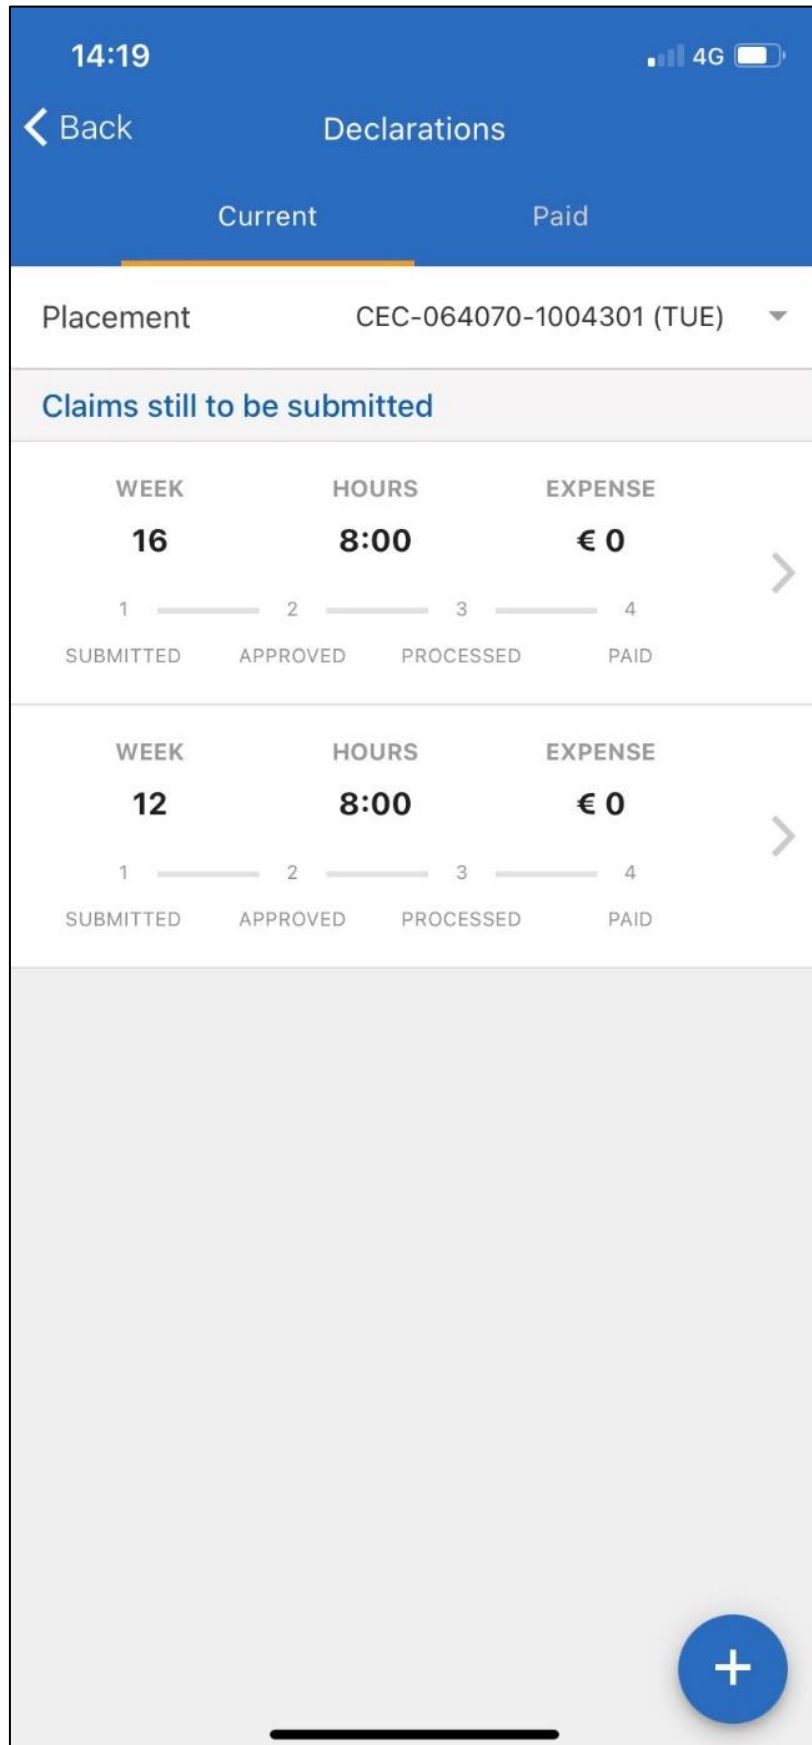 14:19 4G
Back Declarations
Current Paid
Placement CEC-064070-1004301 (TUE)
Claims still to be submitted
WEEK HOURS EXPENSE
16 8:00 € 0
1 2 3 4
SUBMITTED APPROVED PROCESSED PAID
WEEK HOURS EXPENSE
12 8:00 € 0
1 2 3 4
SUBMITTED APPROVED PROCESSED PAID
+